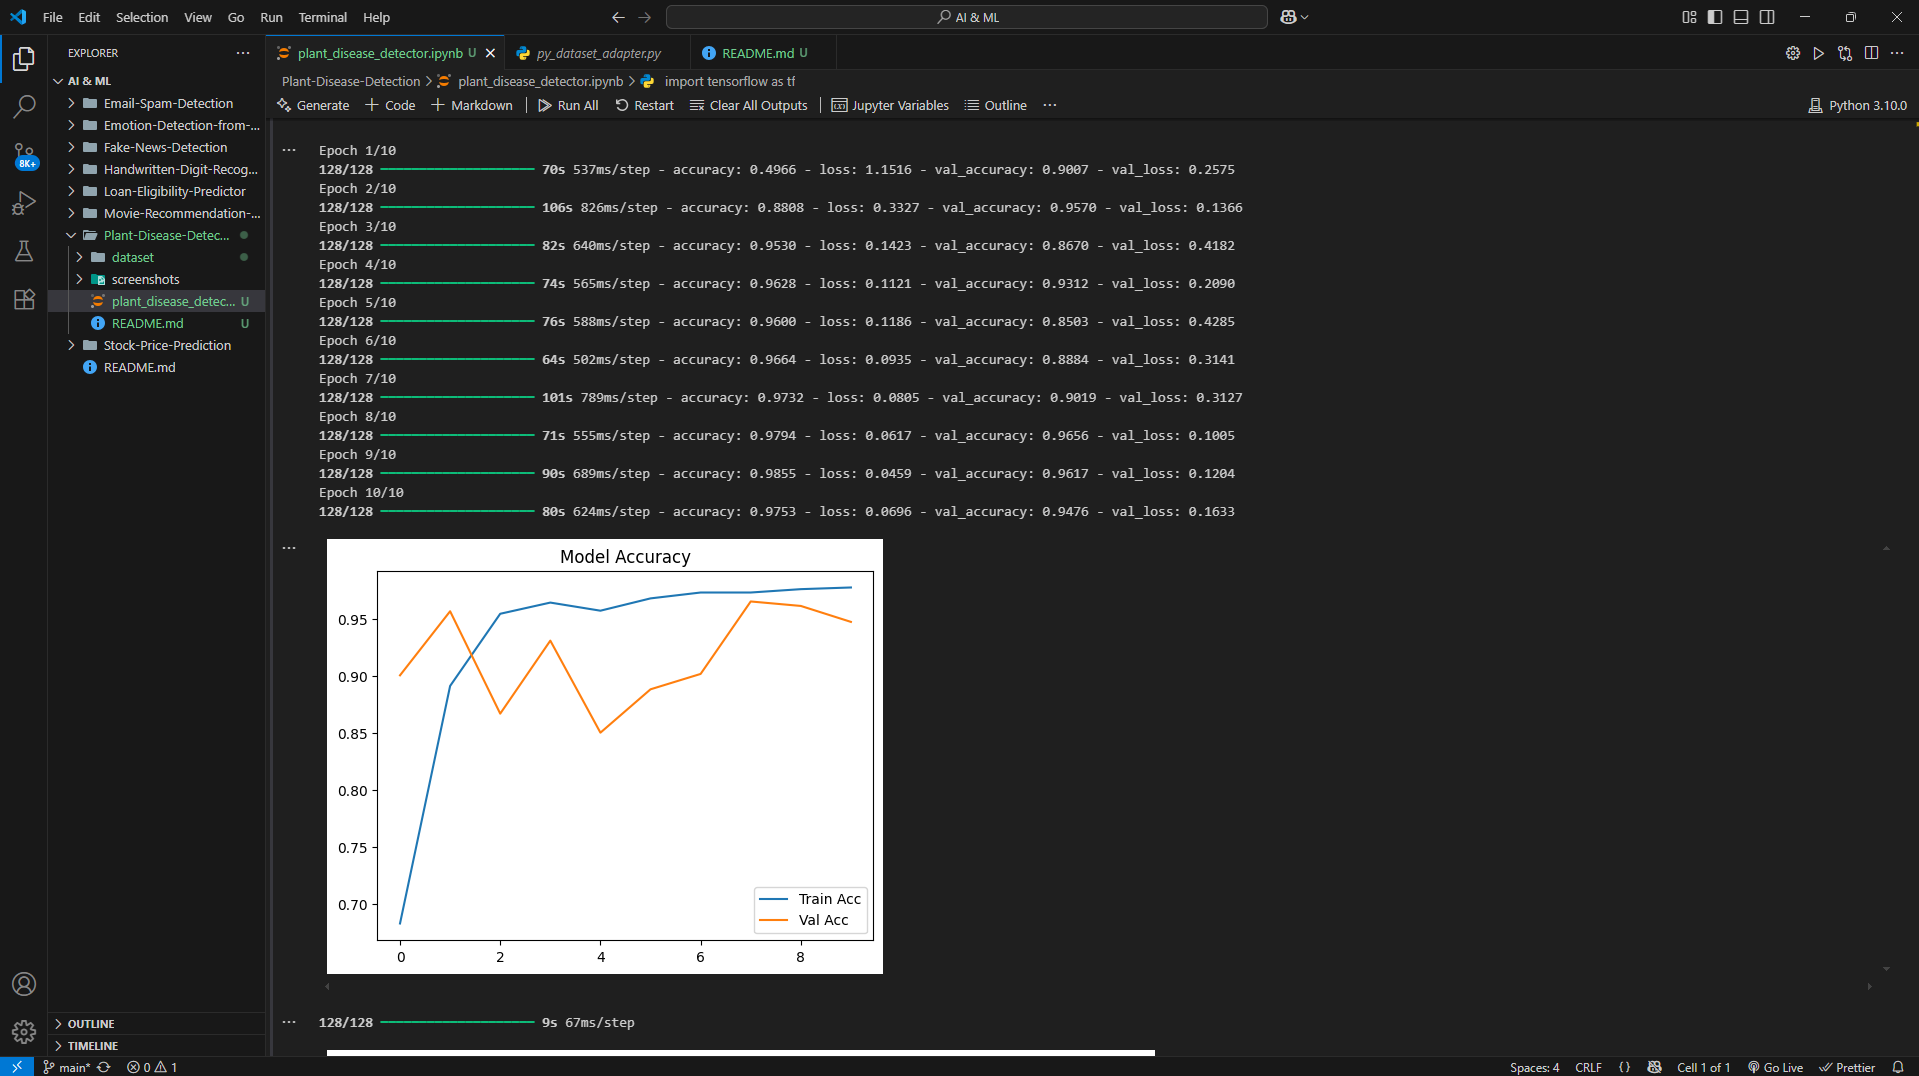 File Edit Selection View Go Run Terminal Help
AI & ML
EXPLORER
AI & ML
Email-Spam-Detection
Emotion-Detection-from-...
Fake-News-Detection
Handwritten-Digit-Recog...
Loan-Eligibility-Predictor
Movie-Recommendation-...
Plant-Disease-Detec...
dataset
screenshots
plant_disease_detec... U
README.md U
Stock-Price-Prediction
README.md
8K+
OUTLINE
TIMELINE
plant_disease_detector.ipynb U
py_dataset_adapter.py
README.md U
Plant-Disease-Detection > plant_disease_detector.ipynb > import tensorflow as tf
Generate + Code + Markdown Run All Restart Clear All Outputs Jupyter Variables Outline ...
Python 3.10.0
Epoch 1/10
128/128 70s 537ms/step - accuracy: 0.4966 - loss: 1.1516 - val_accuracy: 0.9007 - val_loss: 0.2575
Epoch 2/10
128/128 106s 826ms/step - accuracy: 0.8808 - loss: 0.3327 - val_accuracy: 0.9570 - val_loss: 0.1366
Epoch 3/10
128/128 82s 640ms/step - accuracy: 0.9530 - loss: 0.1423 - val_accuracy: 0.8670 - val_loss: 0.4182
Epoch 4/10
128/128 74s 565ms/step - accuracy: 0.9628 - loss: 0.1121 - val_accuracy: 0.9312 - val_loss: 0.2090
Epoch 5/10
128/128 76s 588ms/step - accuracy: 0.9600 - loss: 0.1186 - val_accuracy: 0.8503 - val_loss: 0.4285
Epoch 6/10
128/128 64s 502ms/step - accuracy: 0.9664 - loss: 0.0935 - val_accuracy: 0.8884 - val_loss: 0.3141
Epoch 7/10
128/128 101s 789ms/step - accuracy: 0.9732 - loss: 0.0805 - val_accuracy: 0.9019 - val_loss: 0.3127
Epoch 8/10
128/128 71s 555ms/step - accuracy: 0.9794 - loss: 0.0617 - val_accuracy: 0.9656 - val_loss: 0.1005
Epoch 9/10
128/128 90s 689ms/step - accuracy: 0.9855 - loss: 0.0459 - val_accuracy: 0.9617 - val_loss: 0.1204
Epoch 10/10
128/128 80s 624ms/step - accuracy: 0.9753 - loss: 0.0696 - val_accuracy: 0.9476 - val_loss: 0.1633
Model Accuracy
0.95
0.90
0.85
0.80
0.75
0.70
Train Acc
Val Acc
0 2 4 6 8
128/128 9s 67ms/step
main* 0 1
Spaces: 4 CRLF {} Cell 1 of 1 Go Live Prettier